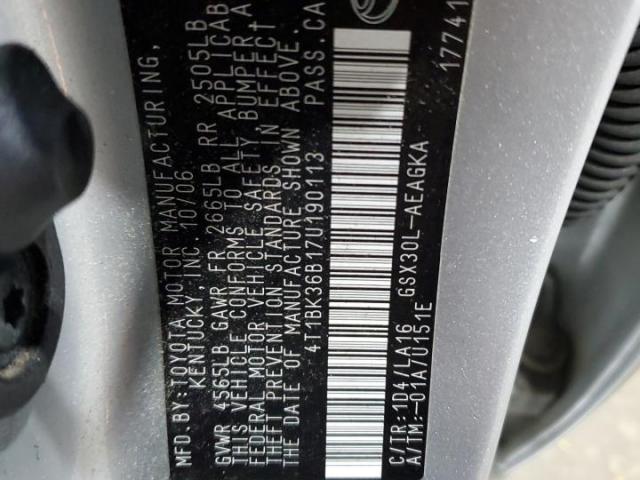 MFD.BY:TOYOTA MOTOR MANUFACTURING,
KENTUCKY,INC. 10/06
GVWR 4565LB GAWR FR 2665LB RR 2505LB
THIS VEHICLE CONFORMS TO ALL APPLICAB
FEDERAL MOTOR VEHICLE SAFETY, BUMPER A
THEFT PREVENTION STANDARDS IN EFFECT
THE DATE OF MANUFACTURE SHOWN ABOVE.
4T1BK36B17U190113 PASS.CA
C/TR:1D4/LA16 GSX30L-AEAGKA
A/TM:-01A/U151E 17741